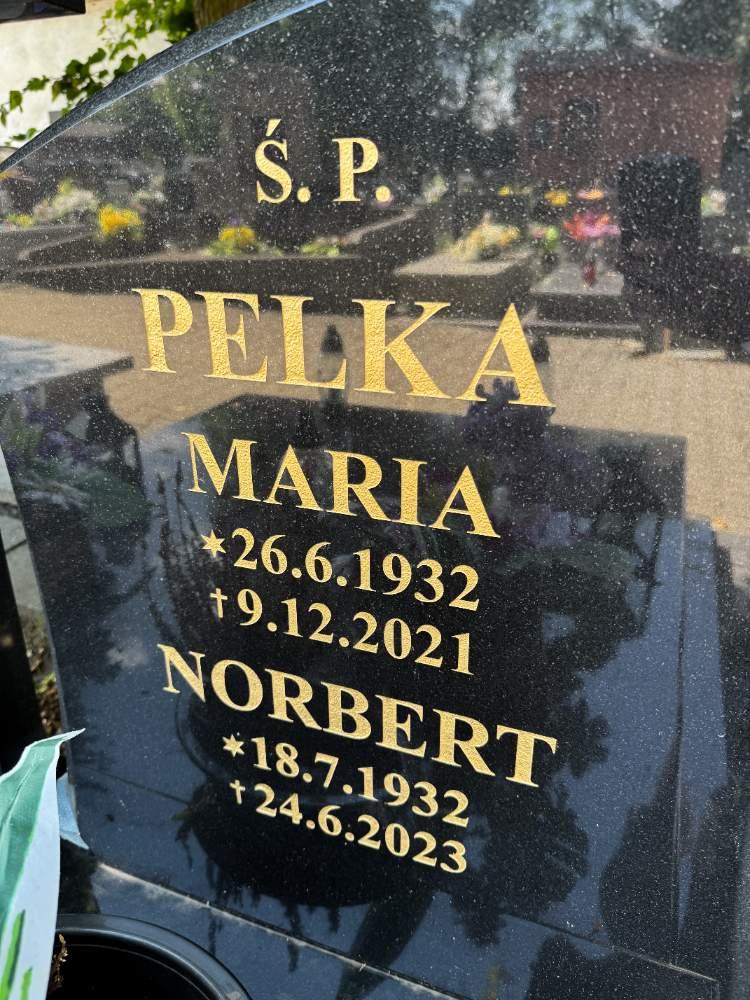 Ś. P.
PELKA
MARIA
*26.6.1932
†9.12.2021
NORBERT
*18.7.1932
†24.6.2023